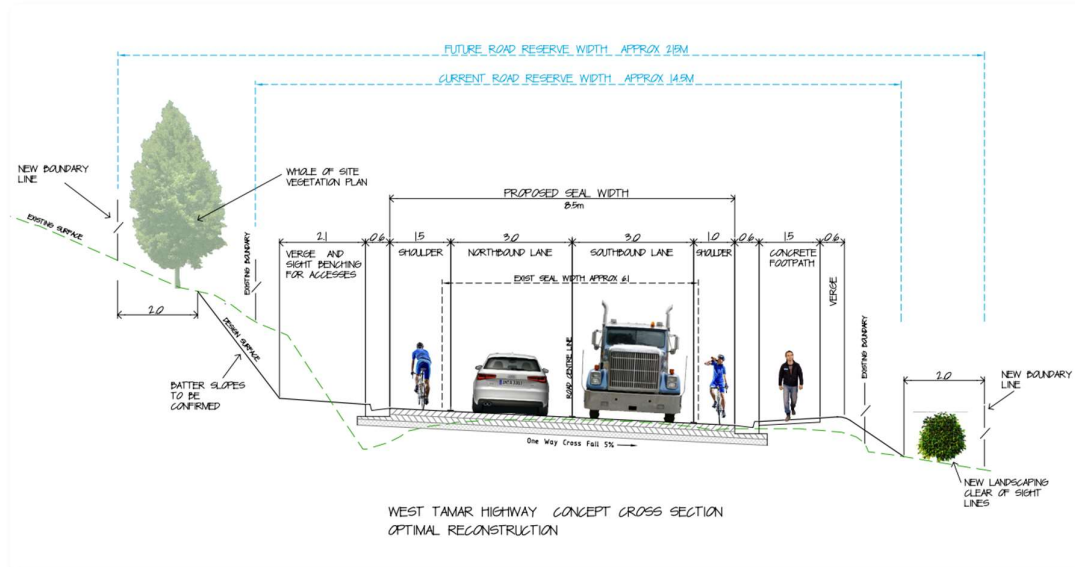 FUTURE ROAD RESERVE WIDTH APPROX 21.5M
CURRENT ROAD RESERVE WIDTH APPROX 14.5M
NEW BOUNDARY
LINE
WHOLE OF SITE
VEGETATION PLAN
PROPOSED SEAL WIDTH
8.5m
EXISTING SURFACE
EXISTING BOUNDARY
2.1
0.6
1.5
3.0
3.0
1.0
0.6
1.5
0.6
VERGE AND
SIGHT BENCHING
FOR ACCESSES
SHOULDER
NORTHBOUND LANE
SOUTHBOUND LANE
SHOULDER
CONCRETE
FOOTPATH
VERGE
EXIST SEAL WIDTH APPROX 6.1
2.0
DESIGN SURFACE
ROAD CENTRE LINE
EXISTING BOUNDARY
BATTER SLOPES
TO BE
CONFIRMED
2.0
NEW BOUNDARY
LINE
One Way Cross Fall 5%
NEW LANDSCAPING
CLEAR OF SIGHT
LINES
WEST TAMAR HIGHWAY CONCEPT CROSS SECTION
OPTIMAL RECONSTRUCTION